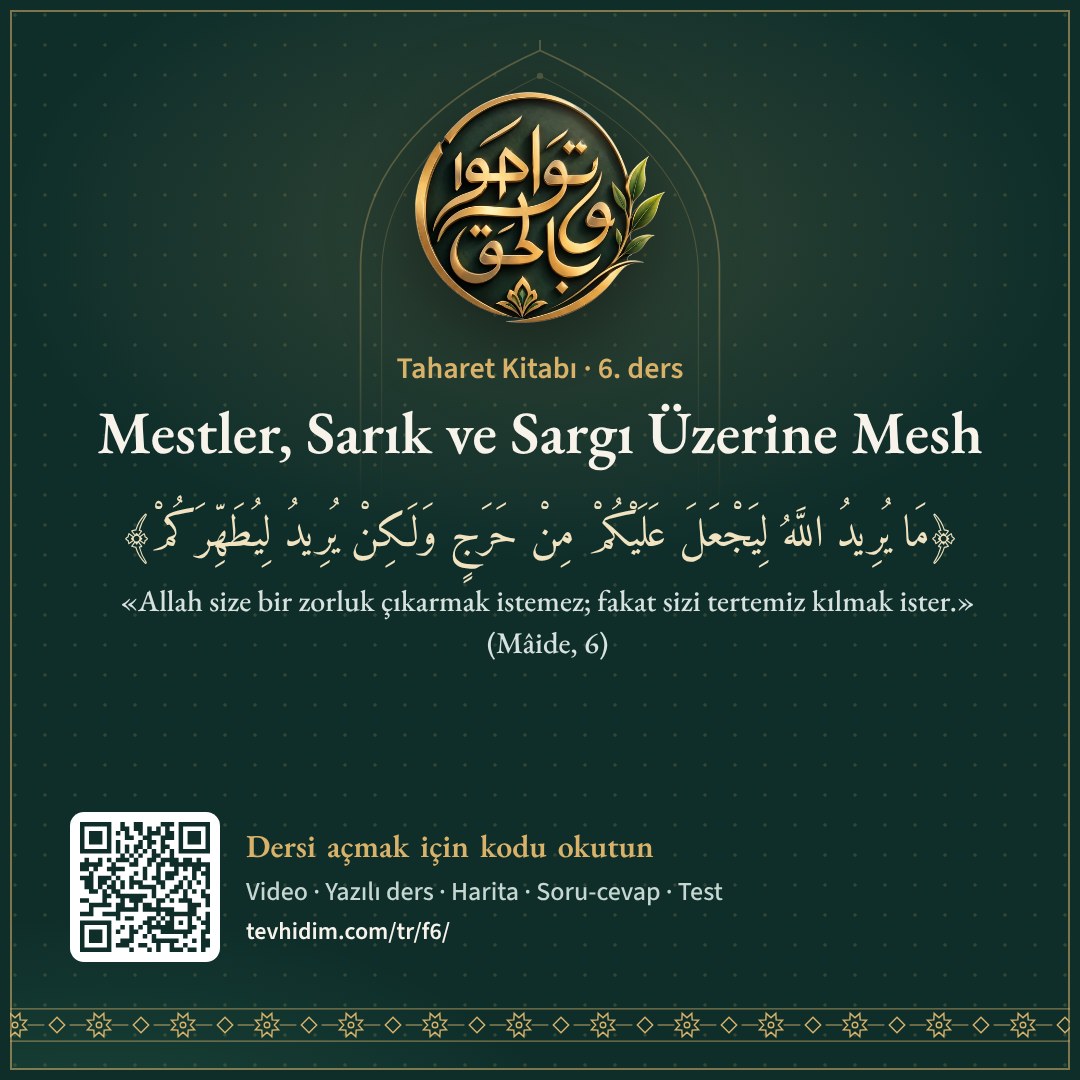 وتواصوا بالحق
Taharet Kitabı · 6. ders
Mestler, Sarık ve Sargı Üzerine Mesh
﴿مَا يُرِيدُ اللَّهُ لِيَجْعَلَ عَلَيْكُمْ مِنْ حَرَجٍ وَلَكِنْ يُرِيدُ لِيُطَهِّرَكُمْ﴾
«Allah size bir zorluk çıkarmak istemez; fakat sizi tertemiz kılmak ister.»
(Mâide, 6)
Dersi açmak için kodu okutun
Video · Yazılı ders · Harita · Soru-cevap · Test
tevhidim.com/tr/f6/